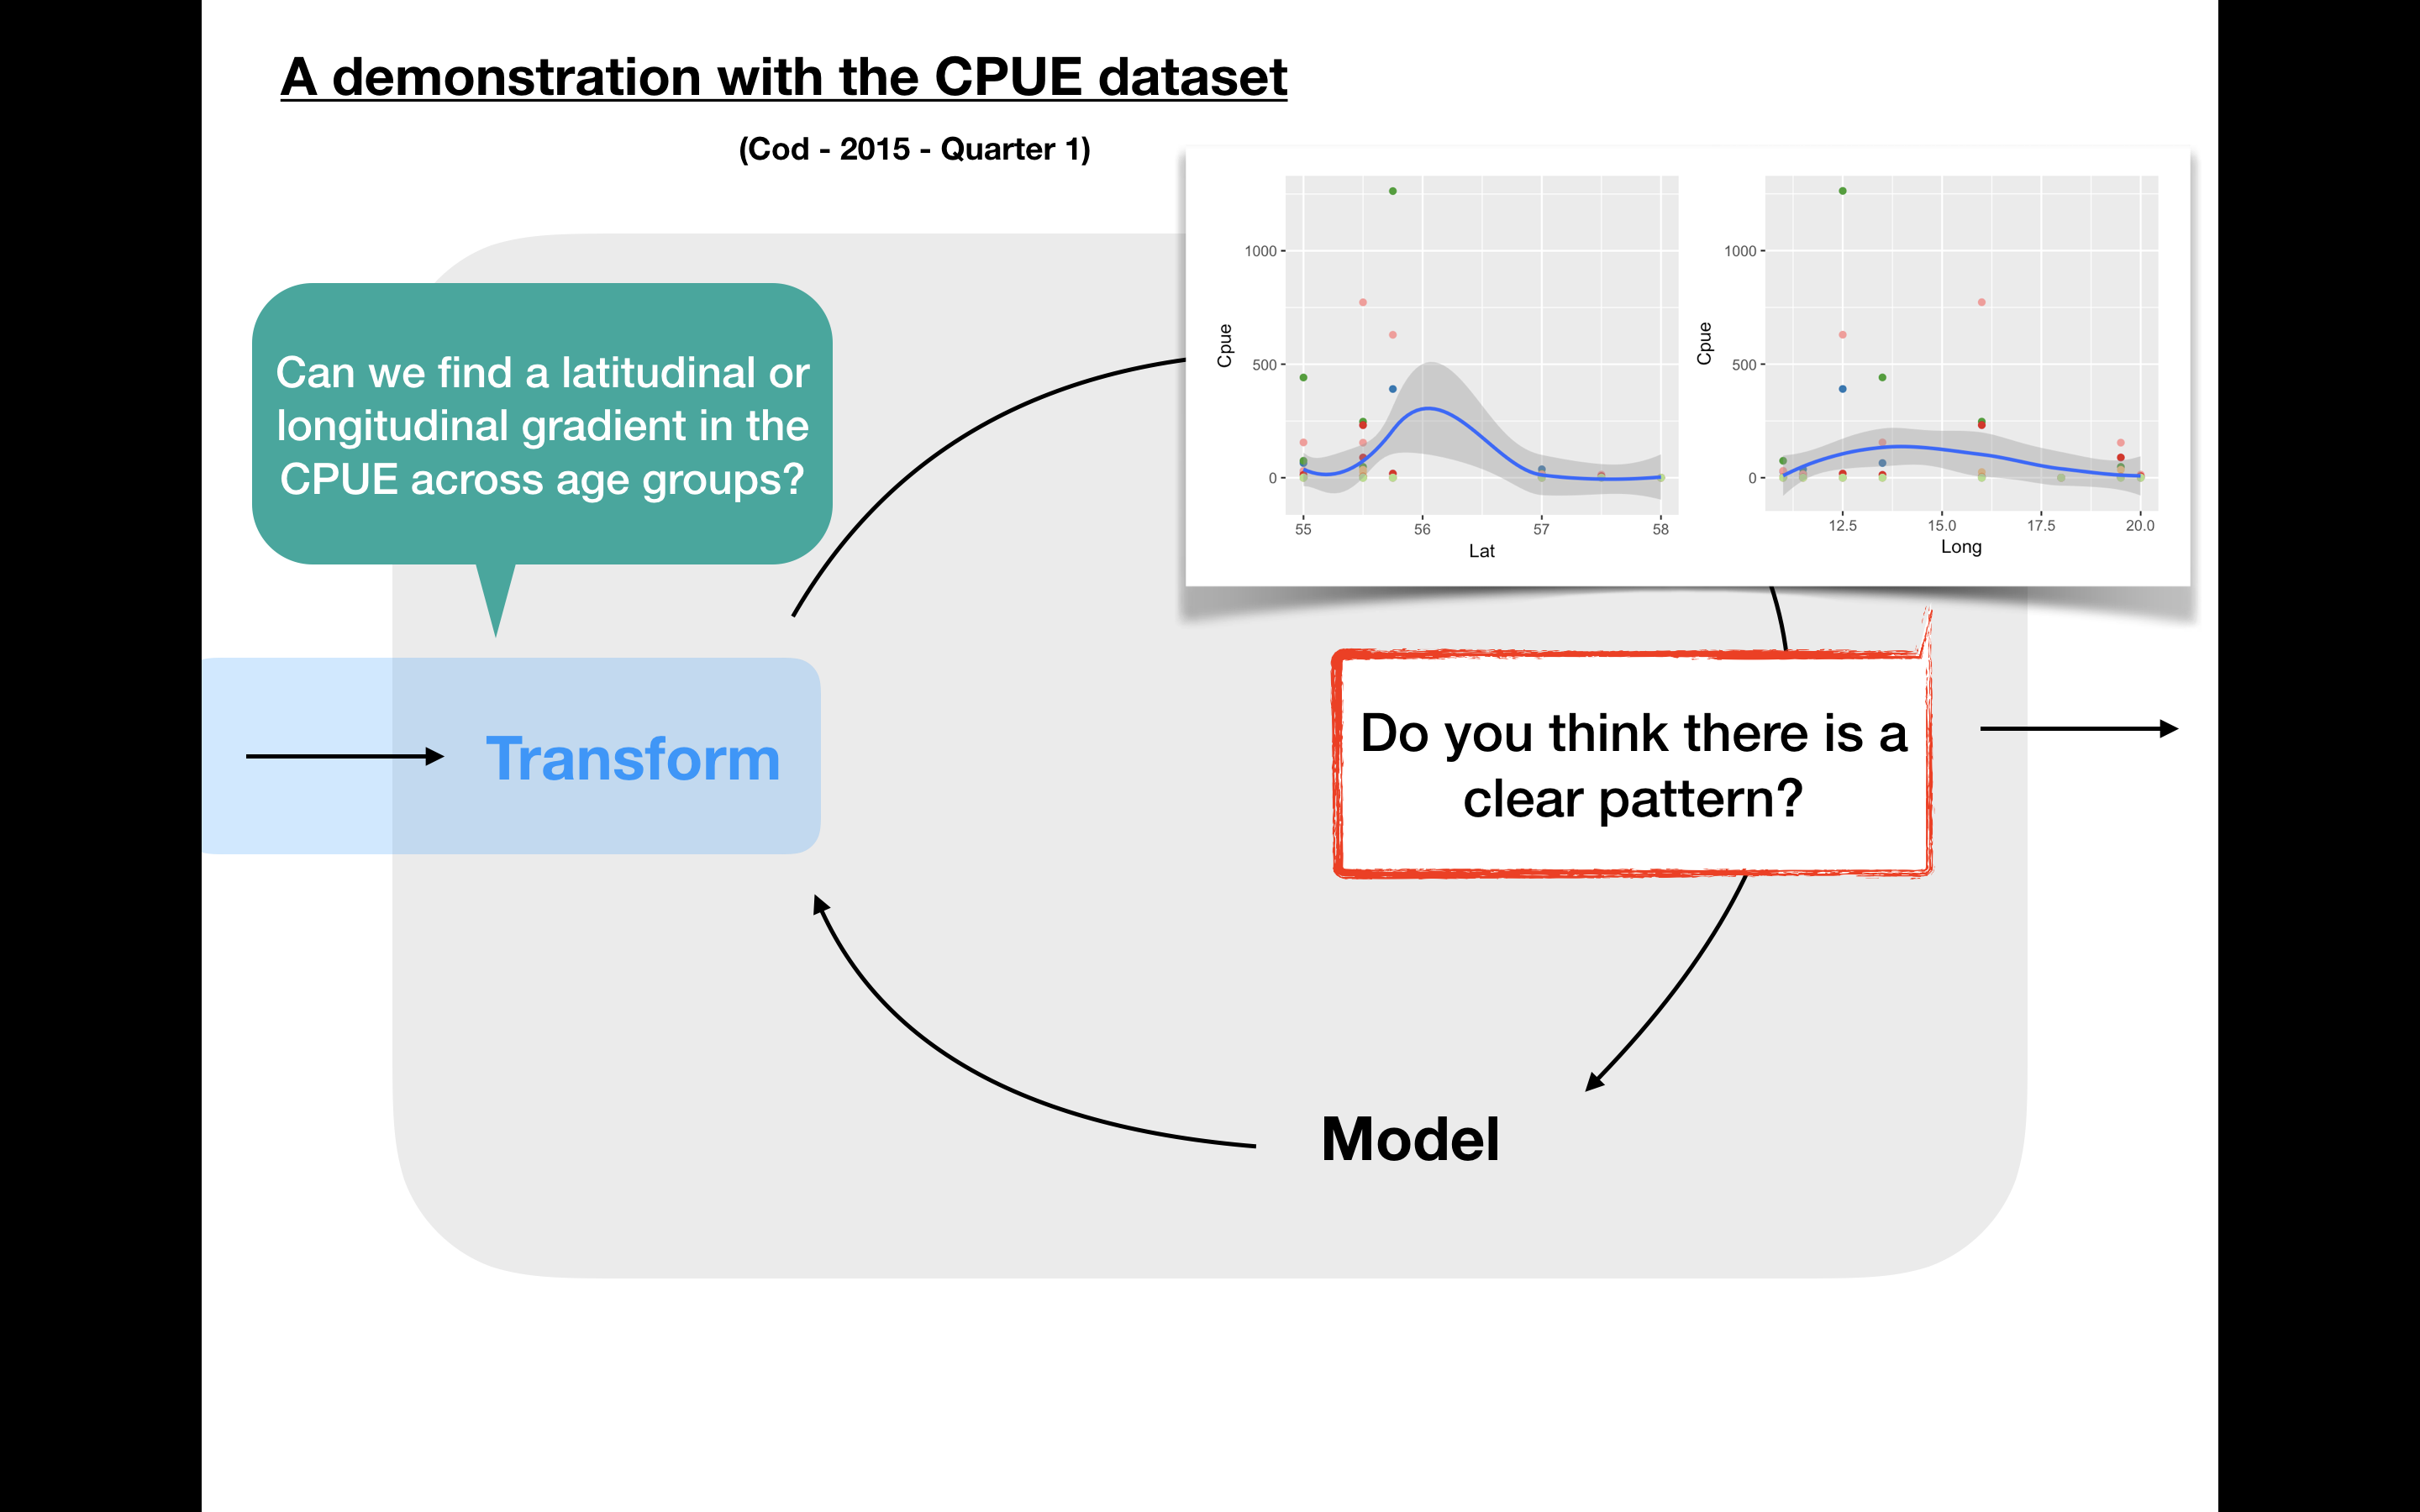 A demonstration with the CPUE dataset
(Cod - 2015 - Quarter 1)
Can we find a latitudinal or
longitudinal gradient in the
CPUE across age groups?
Cpue
1000
500
0
55 56 57 58
Lat
Cpue
1000
500
0
12.5 15.0 17.5 20.0
Long
Transform
Do you think there is a
clear pattern?
Model